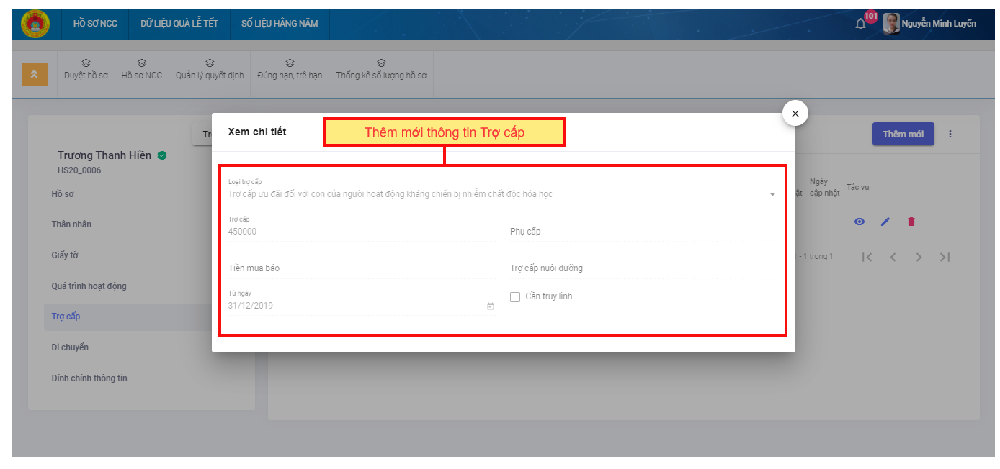 HỒ SƠ NCC DỮ LIỆU QUÀ LỄ TẾT SỐ LIỆU HẰNG NĂM 101 Nguyễn Minh Luyến
Duyệt hồ sơ Hồ sơ NCC Quản lý quyết định Đúng hạn, trễ hạn Thống kê số lượng hồ sơ
Xem chi tiết
Thêm mới thông tin Trợ cấp
Thêm mới
Trương Thanh Hiền
HS20_0006
Hồ sơ
Thân nhân
Giấy tờ
Quá trình hoạt động
Trợ cấp
Di chuyển
Đính chính thông tin
Loại trợ cấp
Trợ cấp ưu đãi đối với con của người hoạt động kháng chiến bị nhiễm chất độc hóa học
Trợ cấp
450000
Phụ cấp
Tiền mua báo
Trợ cấp nuôi dưỡng
Từ ngày
31/12/2019
Cần truy lĩnh
Ngày
cập nhật
Tác vụ
- 1 trong 1